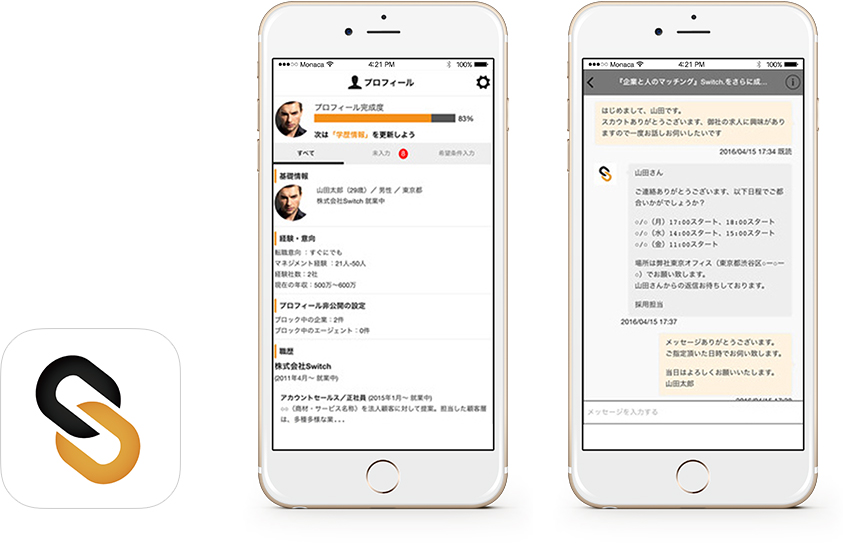 Monaca 4:21 PM 100%
プロフィール
プロフィール完成度
83%
次は「学歴情報」を更新しよう
すべて 未入力 8 希望条件入力
基礎情報
山田太郎（29歳）／ 男性 ／ 東京都
株式会社Switch 就業中
経験・意向
転職意向 ：すぐにでも
マネジメント経験 ：21人-50人
経験社数：2社
現在の年収：500万〜600万
プロフィール非公開の設定
ブロック中の企業：2件
ブロック中のエージェント：0件
職歴
株式会社Switch
(2011年4月〜 就業中)
アカウントセールス／正社員 (2015年1月〜 就業中)
○○（商材・サービス名称）を法人顧客に対して提案。担当した顧客層
は、多種多様な業...
Monaca 4:21 PM 100%
『企業と人のマッチング』Switch.をさらに成...
はじめまして、山田です。
スカウトありがとうございます、御社の求人に興味があり
ますので一度お話しお伺いしたいです
2016/04/15 17:34 既読
山田さん
ご連絡ありがとうございます、以下日程でご都
合いかがでしょうか？
○/○（月）17:00スタート、18:00スタート
○/○（水）14:00スタート、15:00スタート
○/○（金）11:00スタート
場所は弊社東京オフィス（東京都渋谷区○ー○ー
○）でお願い致します。
山田さんからの返信お待ちしております。
採用担当
2016/04/15 17:37
メッセージありがとうございます。
ご指定頂いた日時でお伺い致します。
当日はよろしくお願いいたします。
山田太郎
メッセージを入力する